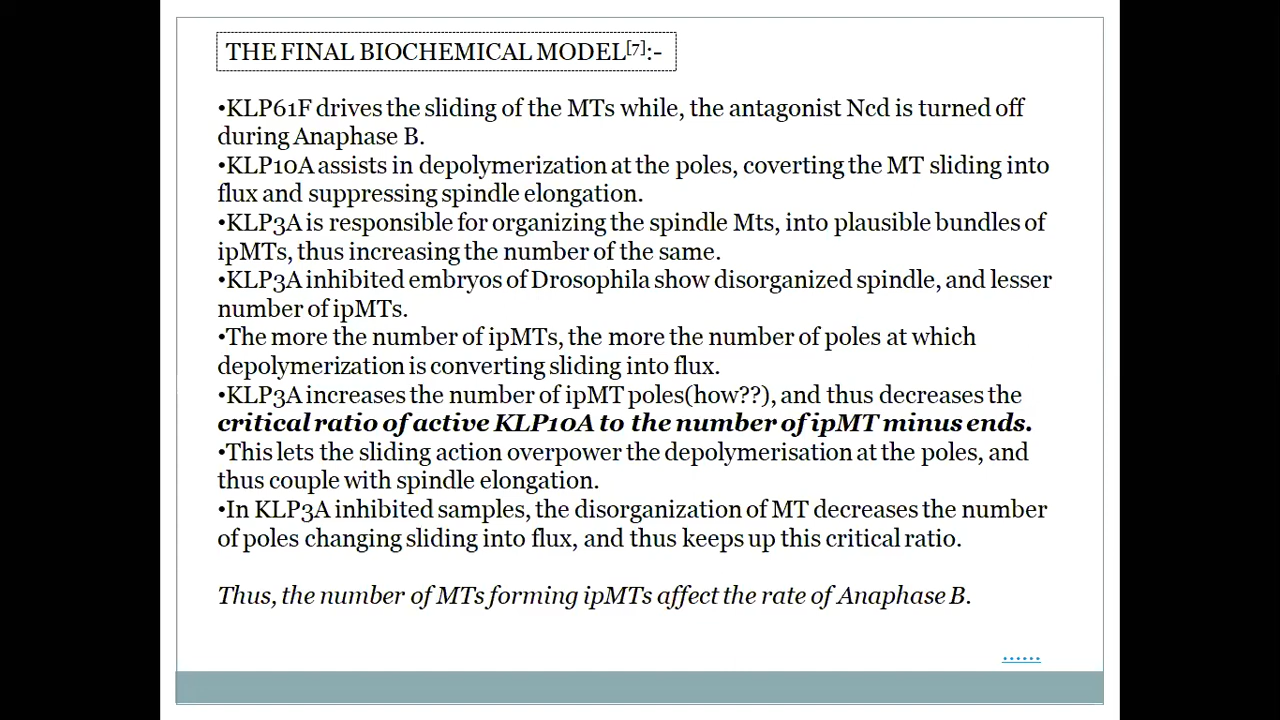 THE FINAL BIOCHEMICAL MODEL[7]:-
•KLP61F drives the sliding of the MTs while, the antagonist Ncd is turned off
during Anaphase B.
•KLP10A assists in depolymerization at the poles, coverting the MT sliding into
flux and suppressing spindle elongation.
•KLP3A is responsible for organizing the spindle Mts, into plausible bundles of
ipMTs, thus increasing the number of the same.
•KLP3A inhibited embryos of Drosophila show disorganized spindle, and lesser
number of ipMTs.
•The more the number of ipMTs, the more the number of poles at which
depolymerization is converting sliding into flux.
•KLP3A increases the number of ipMT poles(how??), and thus decreases the
critical ratio of active KLP10A to the number of ipMT minus ends.
•This lets the sliding action overpower the depolymerisation at the poles, and
thus couple with spindle elongation.
•In KLP3A inhibited samples, the disorganization of MT decreases the number
of poles changing sliding into flux, and thus keeps up this critical ratio.
Thus, the number of MTs forming ipMTs affect the rate of Anaphase B.
......